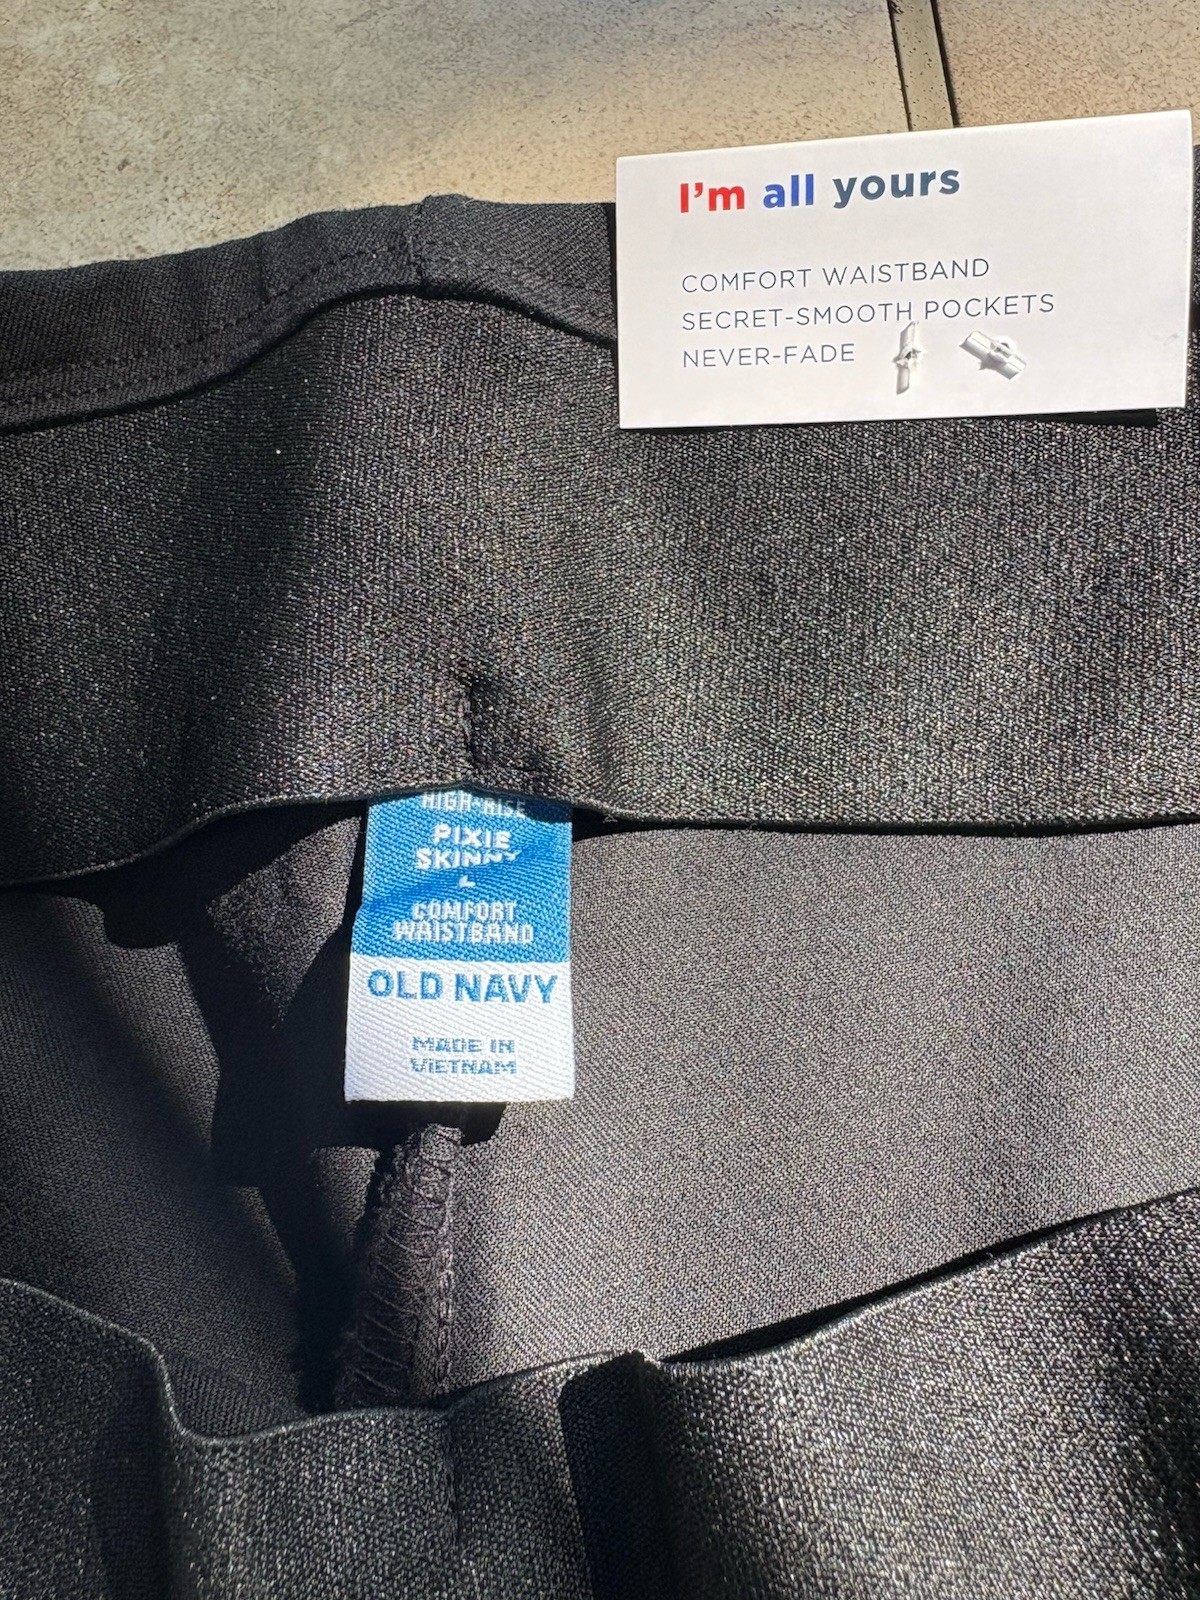 I'm all yours
COMFORT WAISTBAND
SECRET-SMOOTH POCKETS
NEVER-FADE
HIGH-RISE
PIXIE
SKINNY
L
COMFORT
WAISTBAND
OLD NAVY
MADE IN
VIETNAM